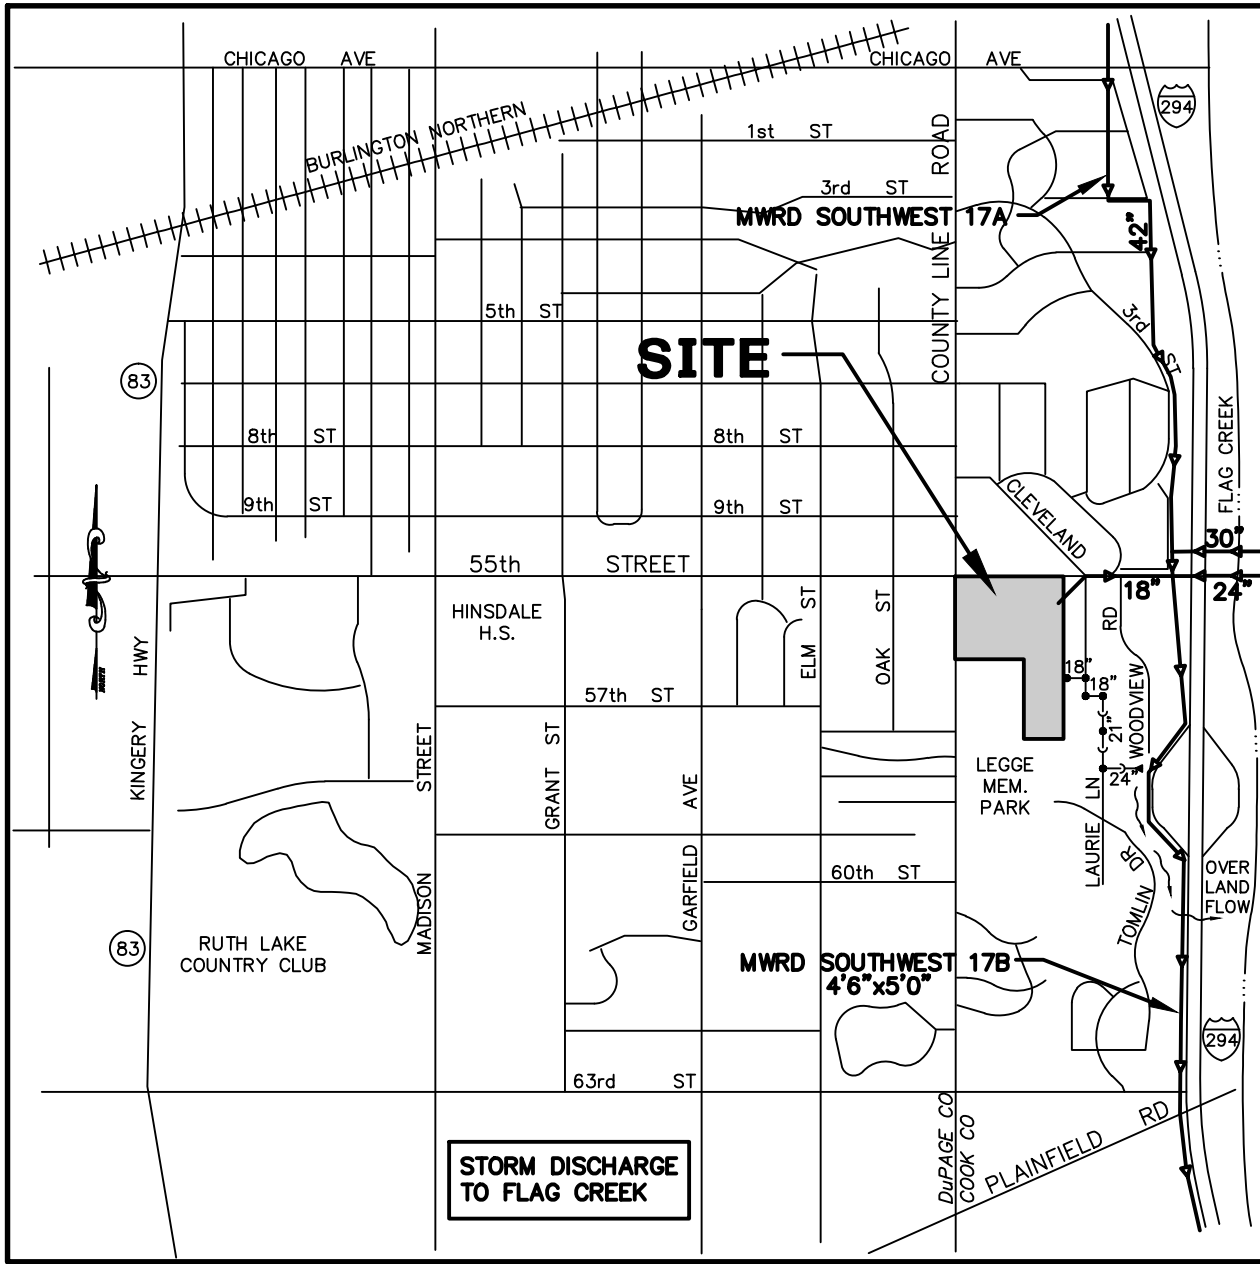 CHICAGO AVE
CHICAGO AVE
294
BURLINGTON NORTHERN
1st ST
3rd ST
MWRD SOUTHWEST 17A
COUNTY LINE ROAD
42"
5th ST
3rd ST
SITE
83
FLAG CREEK
8th ST
8th ST
9th ST
9th ST
CLEVELAND
30"
55th STREET
18"
24"
HINSDALE
H.S.
ELM ST
OAK ST
RD
WOODVIEW
KINGERY HWY
NORTH
18"
18"
57th ST
21"
24"
MADISON STREET
GRANT ST
GARFIELD AVE
LEGGE
MEM.
PARK
LAURIE LN
TOMLIN DR
60th ST
OVER
LAND
FLOW
83
RUTH LAKE
COUNTRY CLUB
MWRD SOUTHWEST 17B
4'6"x5'0"
294
63rd ST
DuPAGE CO
COOK CO
PLAINFIELD RD
STORM DISCHARGE
TO FLAG CREEK